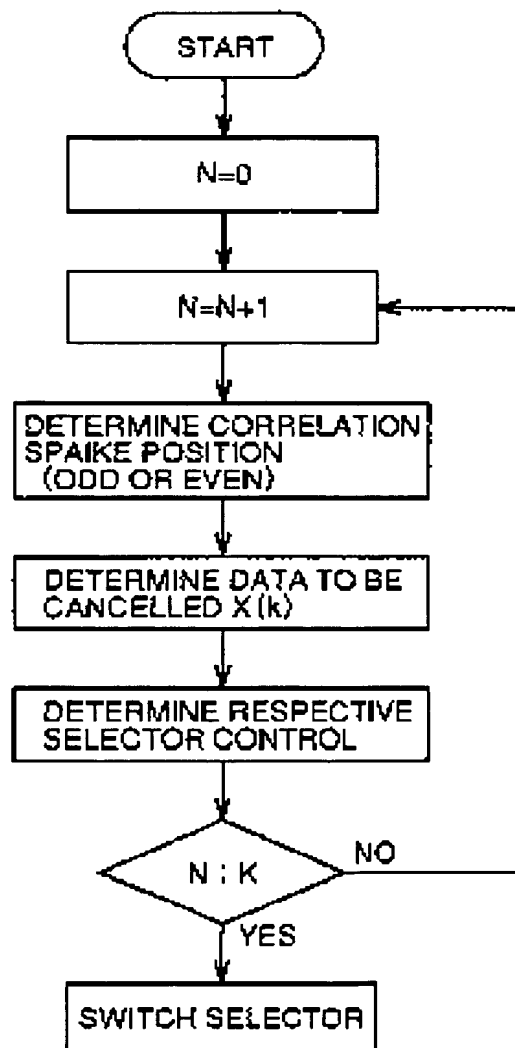 START
N=0
N=N+1
DETERMINE CORRELATION
SPAIKE POSITION
(ODD OR EVEN)
DETERMINE DATA TO BE
CANCELLED X(k)
DETERMINE RESPECTIVE
SELECTOR CONTROL
N : K
NO
YES
SWITCH SELECTOR